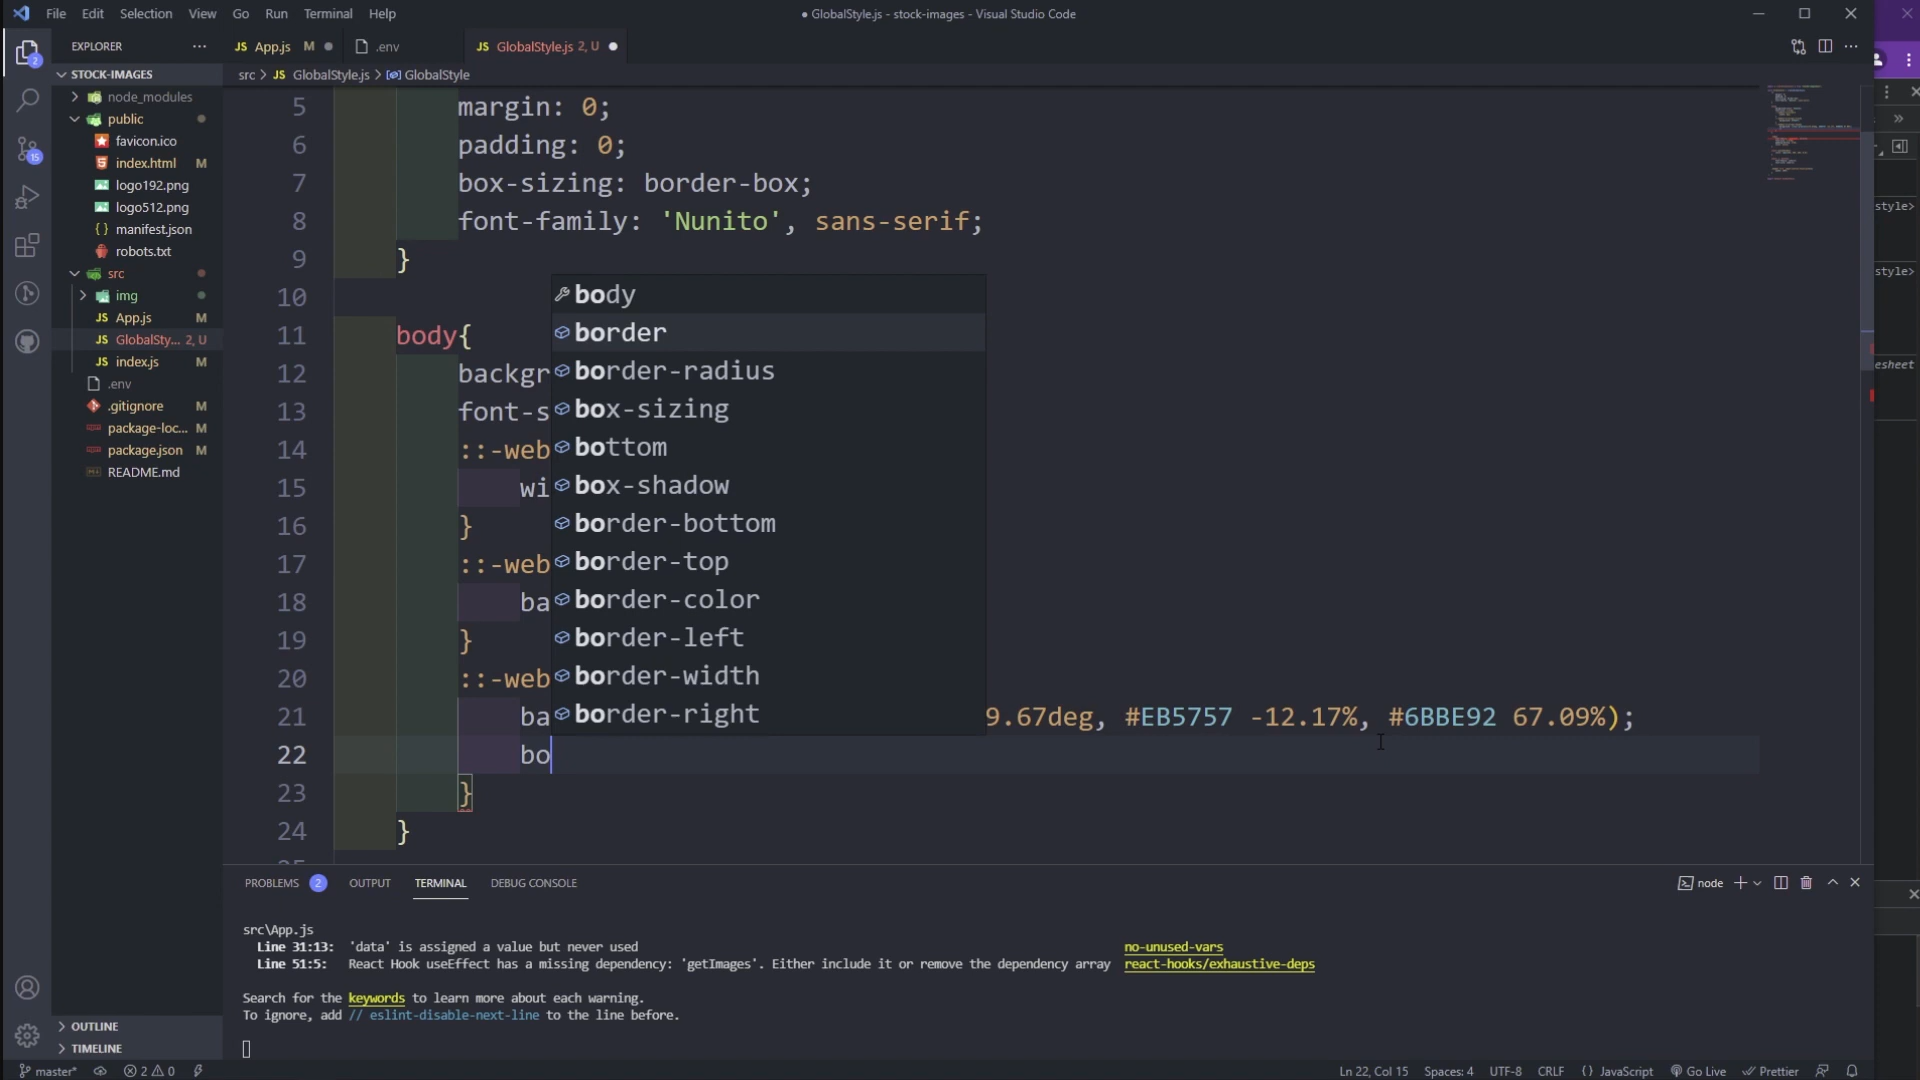 File Edit Selection View Go Run Terminal Help
● GlobalStyle.js - stock-images - Visual Studio Code
EXPLORER
JS App.js M
.env
JS GlobalStyle.js 2, U
STOCK-IMAGES
src > JS GlobalStyle.js > GlobalStyle
node_modules
public
favicon.ico
index.html M
logo192.png
logo512.png
manifest.json
robots.txt
src
img
JS App.js M
JS GlobalSty... 2, U
JS index.js M
.env
.gitignore M
package-loc... M
package.json M
README.md
OUTLINE
TIMELINE
2
15
5 margin: 0;
6 padding: 0;
7 box-sizing: border-box;
8 font-family: 'Nunito', sans-serif;
9 }
10
11 body{
12 backgr
13 font-s
14 ::-web
15 wi
16 }
17 ::-web
18 ba
19 }
20 ::-web
21 ba 9.67deg, #EB5757 -12.17%, #6BBE92 67.09%);
22 bo
23 }
24 }
body
border
border-radius
box-sizing
bottom
box-shadow
border-bottom
border-top
border-color
border-left
border-width
border-right
style>
style>
esheet
PROBLEMS 2 OUTPUT TERMINAL DEBUG CONSOLE
node
src\App.js
Line 31:13: 'data' is assigned a value but never used no-unused-vars
Line 51:5: React Hook useEffect has a missing dependency: 'getImages'. Either include it or remove the dependency array react-hooks/exhaustive-deps
Search for the keywords to learn more about each warning.
To ignore, add // eslint-disable-next-line to the line before.
master* 2 0
Ln 22, Col 15 Spaces: 4 UTF-8 CRLF { } JavaScript Go Live Prettier